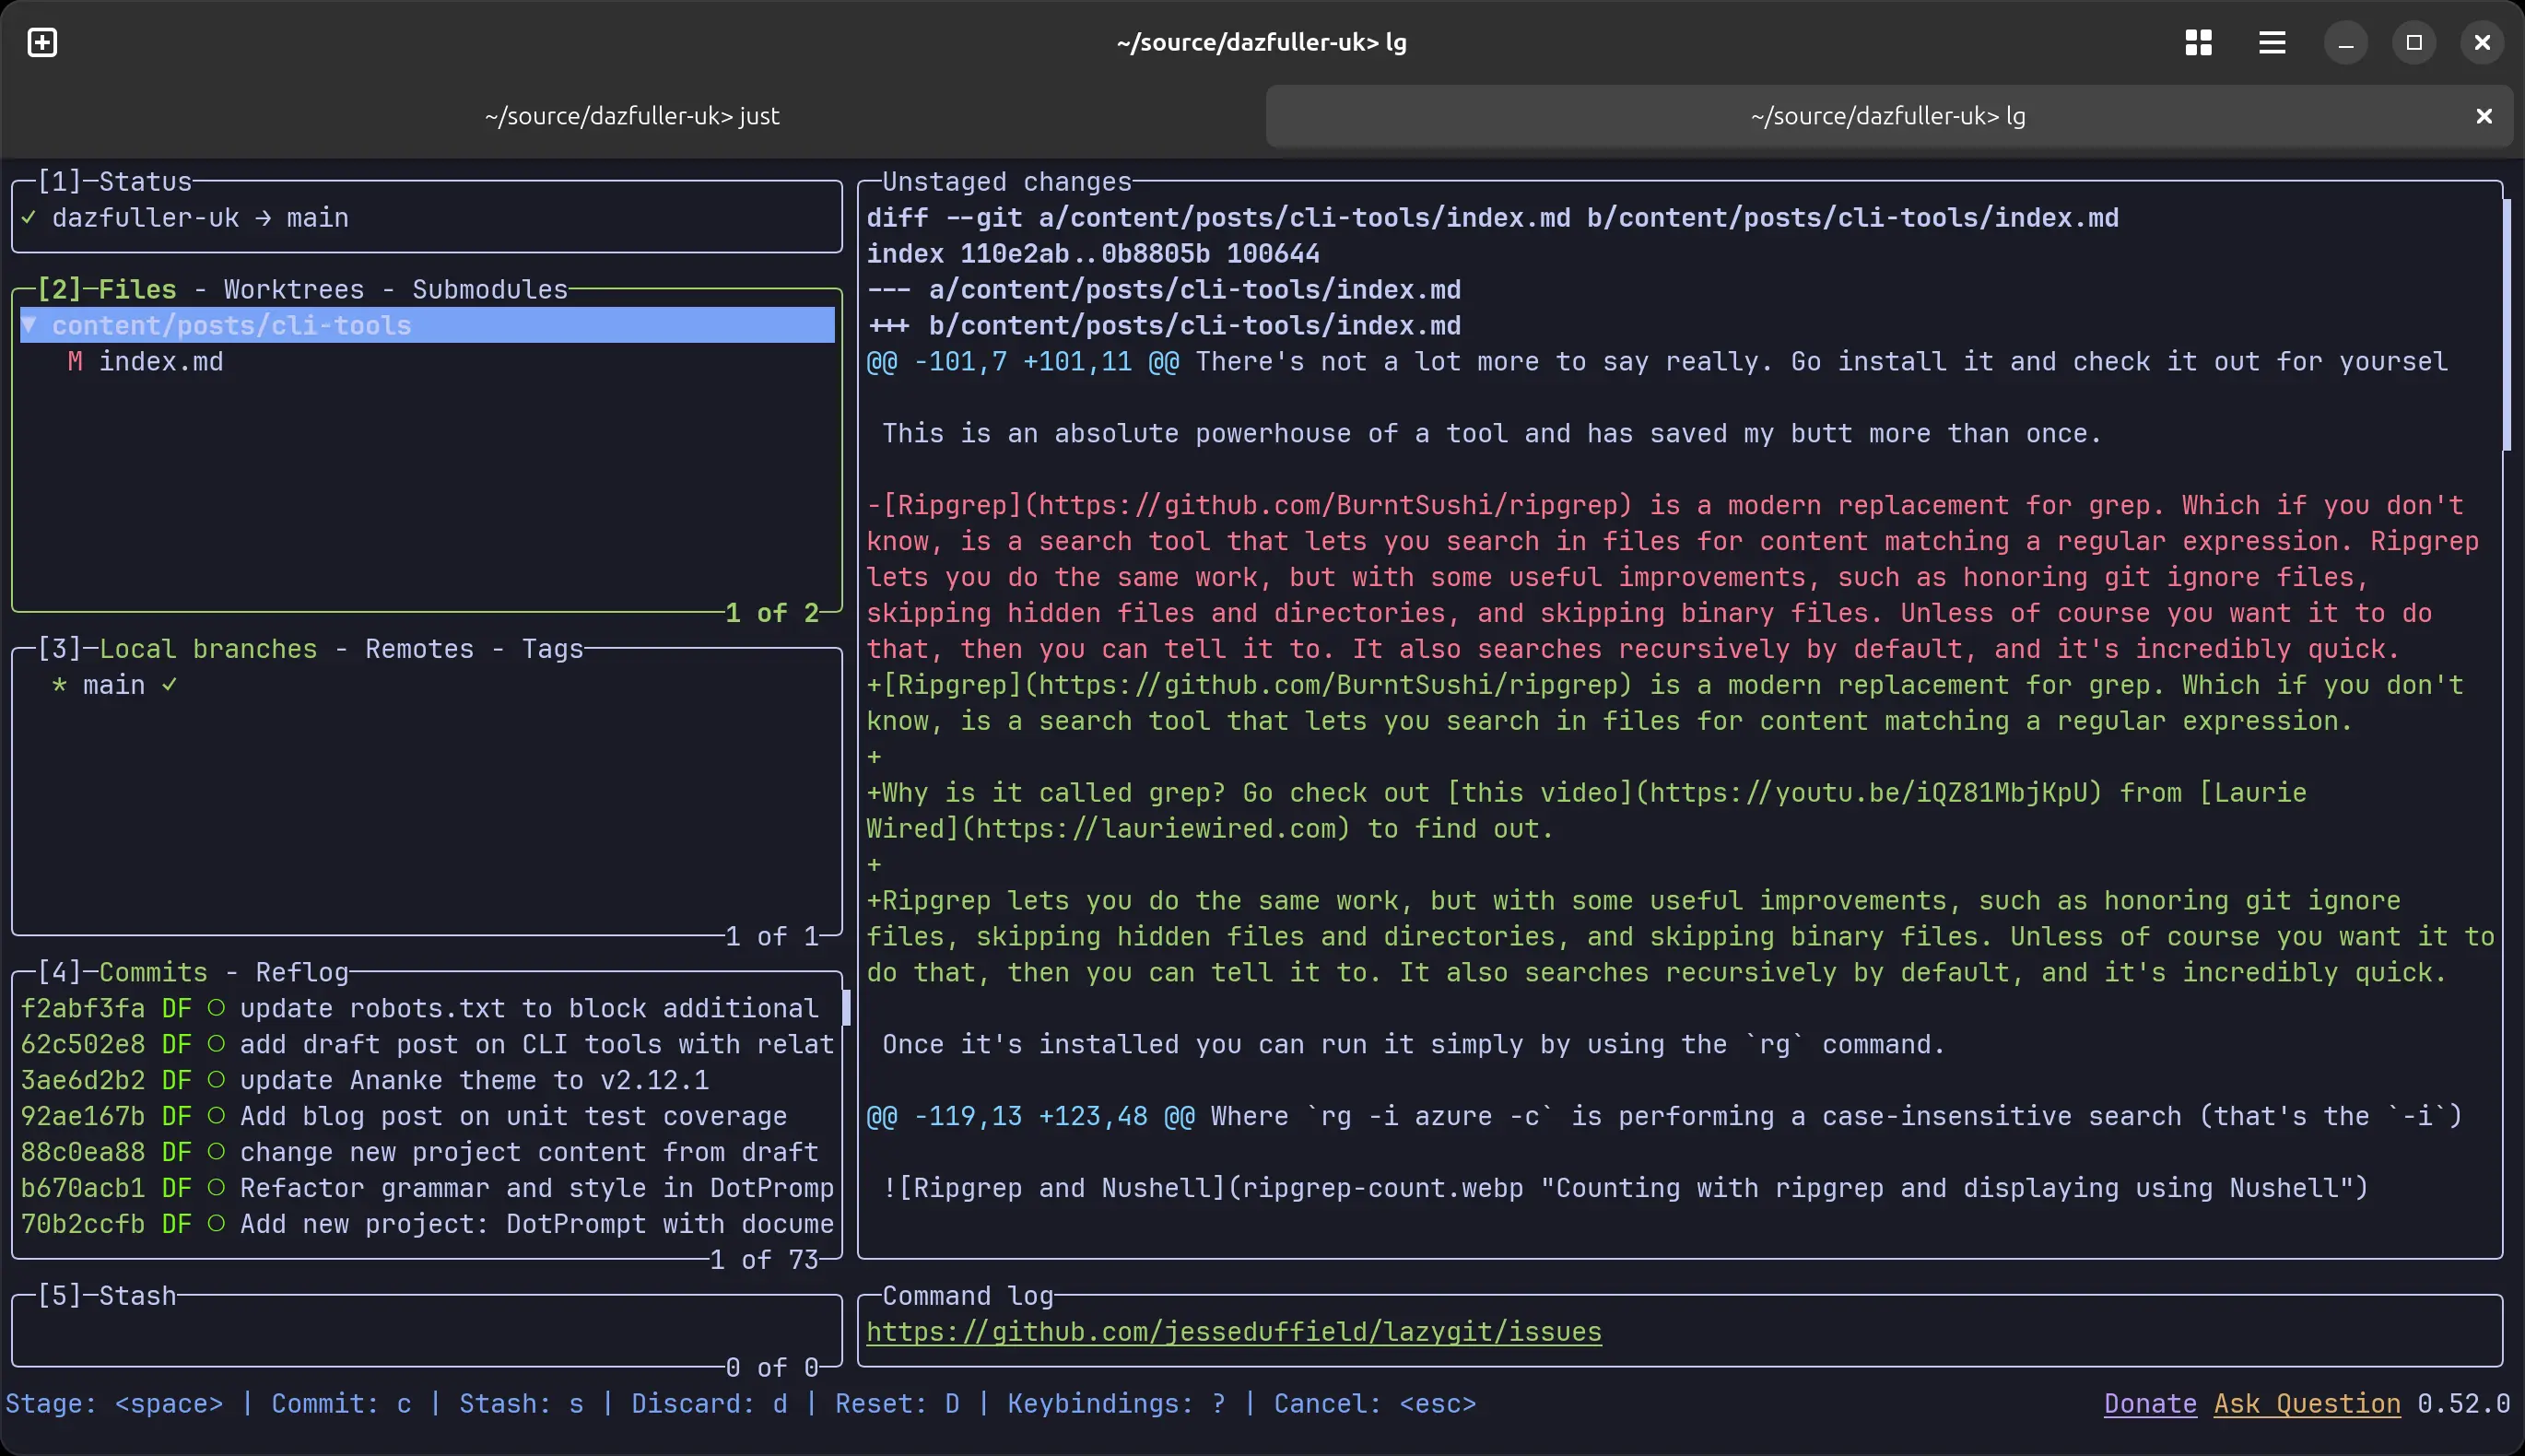 ~/source/dazfuller-uk> lg
~/source/dazfuller-uk> just
~/source/dazfuller-uk> lg
[1]─Status
✓ dazfuller-uk → main
[2]─Files - Worktrees - Submodules
▼ content/posts/cli-tools
M index.md
1 of 2
[3]─Local branches - Remotes - Tags
* main ✓
1 of 1
[4]─Commits - Reflog
f2abf3fa DF ○ update robots.txt to block additional
62c502e8 DF ○ add draft post on CLI tools with relat
3ae6d2b2 DF ○ update Ananke theme to v2.12.1
92ae167b DF ○ Add blog post on unit test coverage
88c0ea88 DF ○ change new project content from draft
b670acb1 DF ○ Refactor grammar and style in DotPromp
70b2ccfb DF ○ Add new project: DotPrompt with docume
1 of 73
[5]─Stash
0 of 0
Unstaged changes
diff --git a/content/posts/cli-tools/index.md b/content/posts/cli-tools/index.md
index 110e2ab..0b8805b 100644
--- a/content/posts/cli-tools/index.md
+++ b/content/posts/cli-tools/index.md
@@ -101,7 +101,11 @@ There's not a lot more to say really. Go install it and check it out for yoursel
This is an absolute powerhouse of a tool and has saved my butt more than once.
-[Ripgrep](https://github.com/BurntSushi/ripgrep) is a modern replacement for grep. Which if you don't
know, is a search tool that lets you search in files for content matching a regular expression. Ripgrep
lets you do the same work, but with some useful improvements, such as honoring git ignore files,
skipping hidden files and directories, and skipping binary files. Unless of course you want it to do
that, then you can tell it to. It also searches recursively by default, and it's incredibly quick.
+[Ripgrep](https://github.com/BurntSushi/ripgrep) is a modern replacement for grep. Which if you don't
know, is a search tool that lets you search in files for content matching a regular expression.
+
+Why is it called grep? Go check out [this video](https://youtu.be/iQZ81MbjKpU) from [Laurie
Wired](https://lauriewired.com) to find out.
+
+Ripgrep lets you do the same work, but with some useful improvements, such as honoring git ignore
files, skipping hidden files and directories, and skipping binary files. Unless of course you want it to
do that, then you can tell it to. It also searches recursively by default, and it's incredibly quick.
Once it's installed you can run it simply by using the `rg` command.
@@ -119,13 +123,48 @@ Where `rg -i azure -c` is performing a case-insensitive search (that's the `-i`)
![Ripgrep and Nushell](ripgrep-count.webp "Counting with ripgrep and displaying using Nushell")
Command log
https://github.com/jesseduffield/lazygit/issues
Stage: <space> | Commit: c | Stash: s | Discard: d | Reset: D | Keybindings: ? | Cancel: <esc>
Donate Ask Question 0.52.0